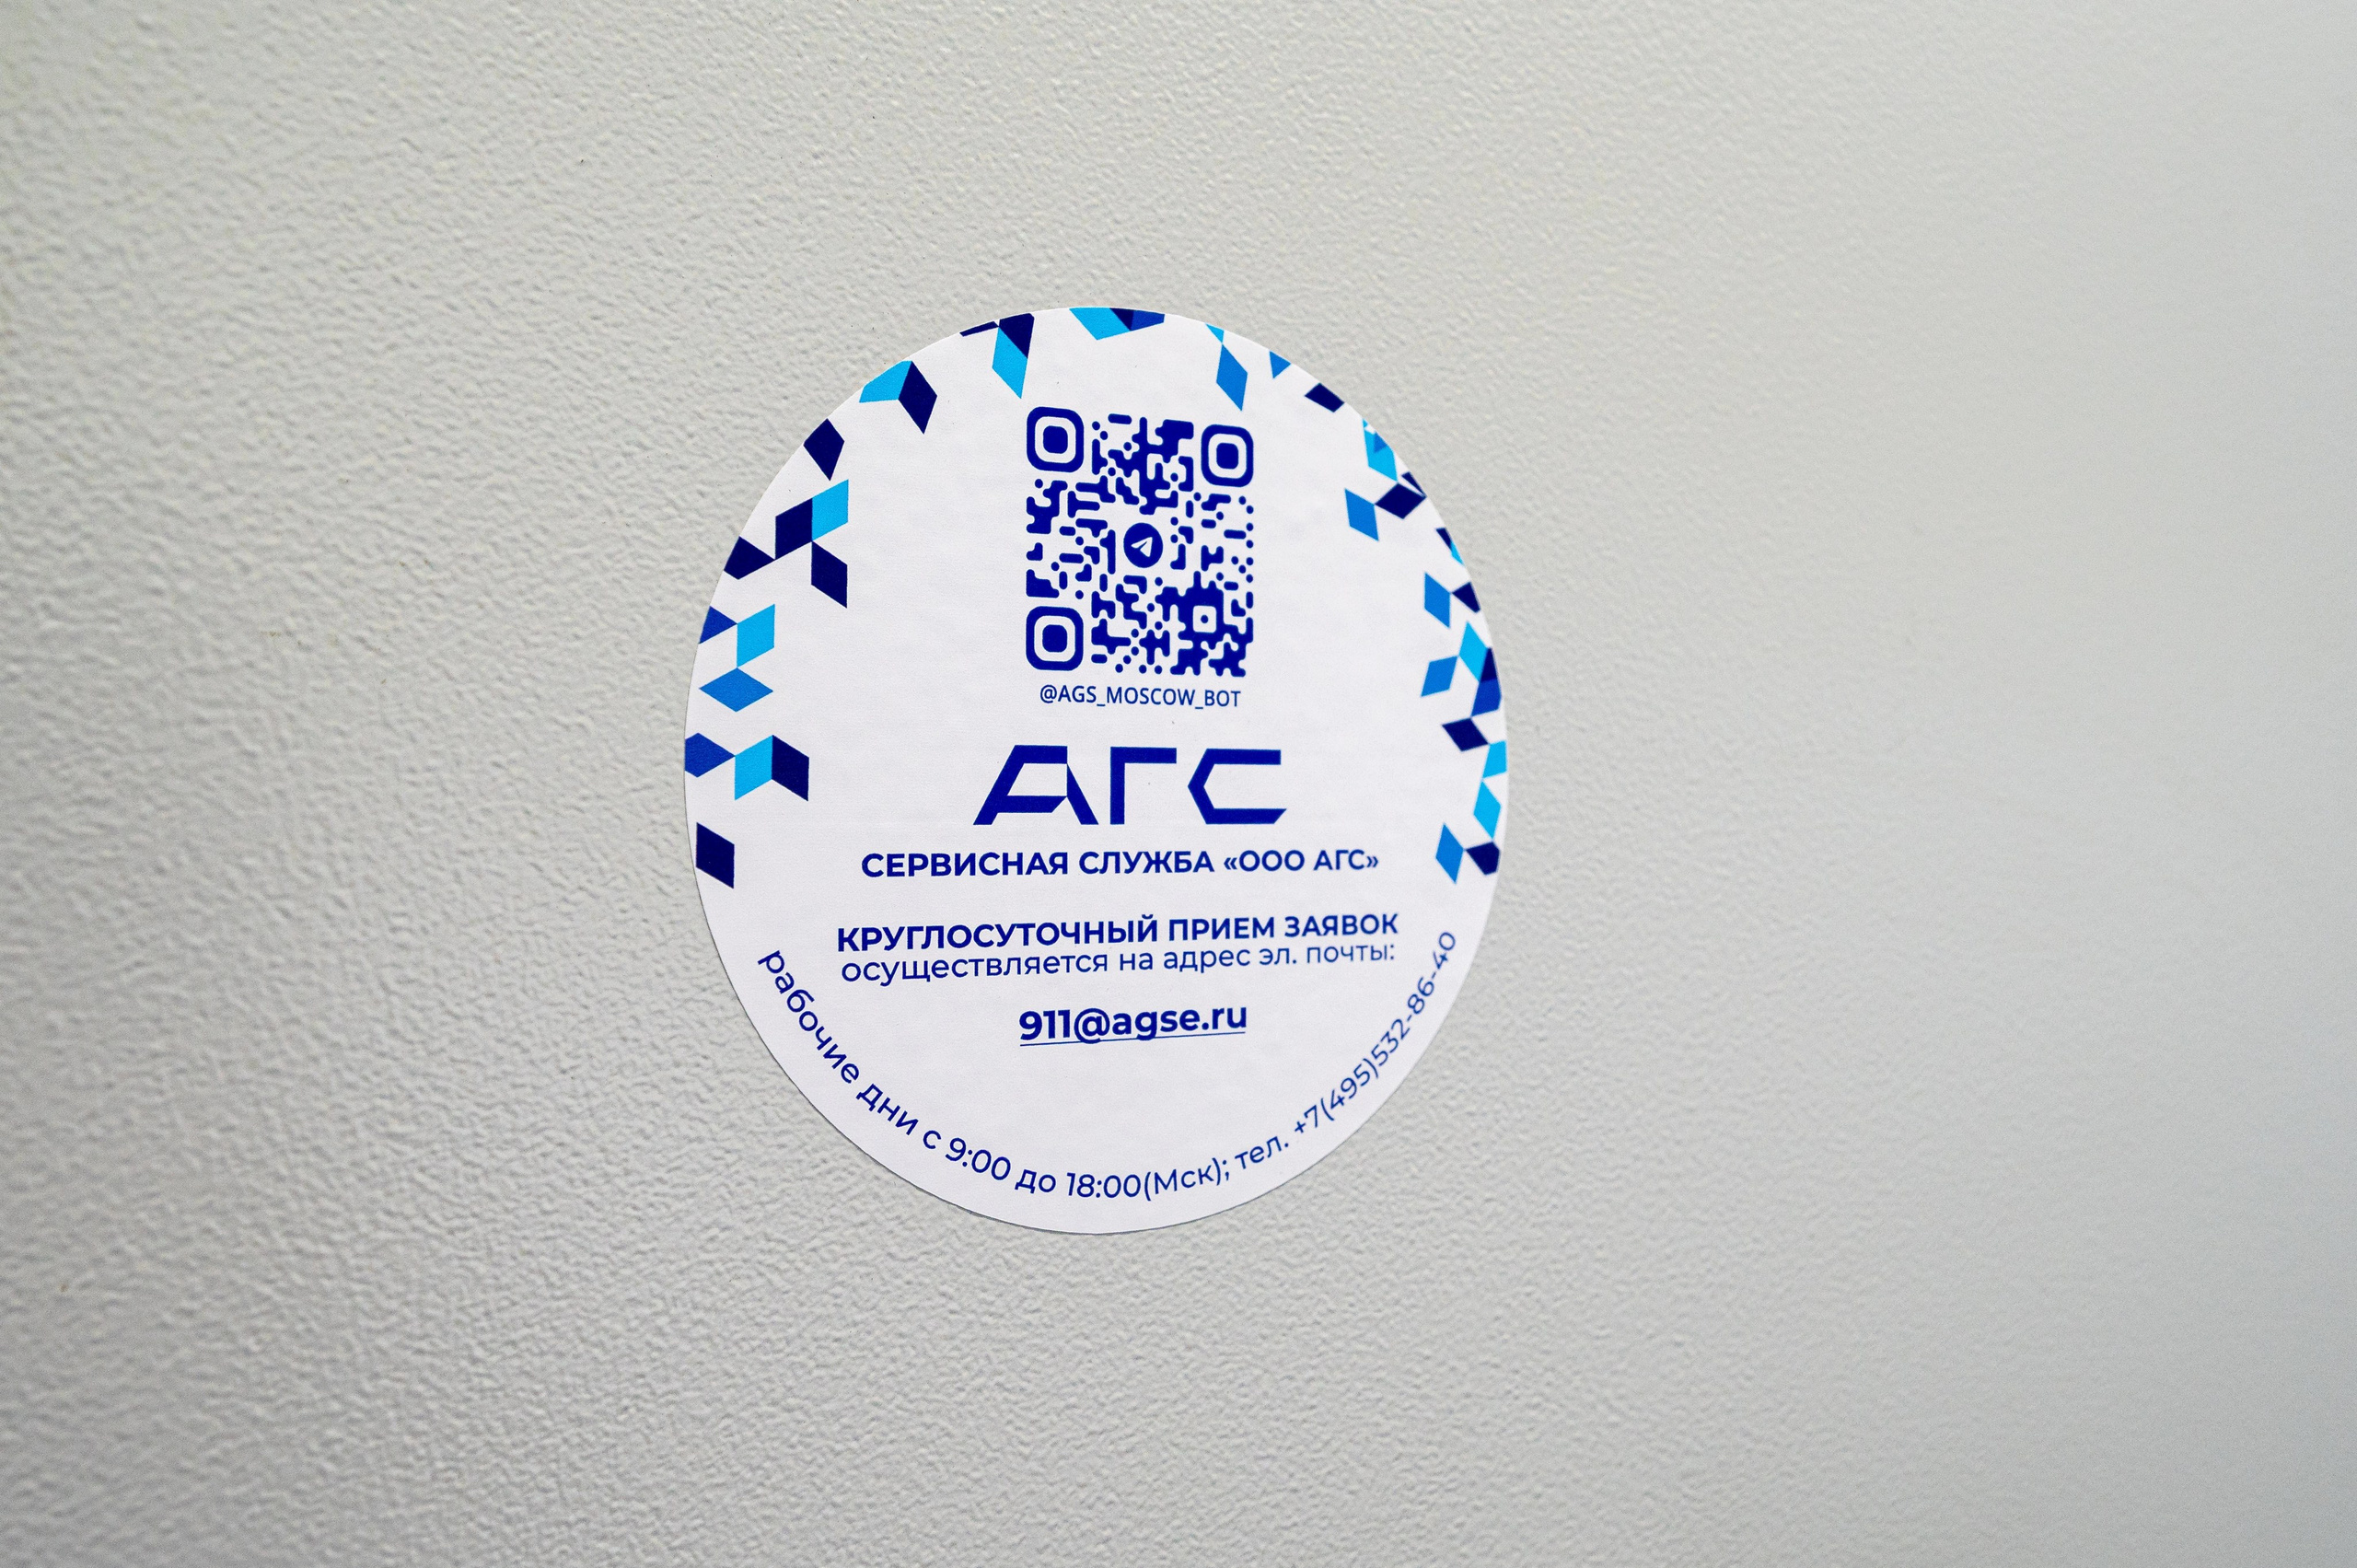 @AGS_MOSCOW_BOT
АГС
СЕРВИСНАЯ СЛУЖБА «ООО АГС»
КРУГЛОСУТОЧНЫЙ ПРИЕМ ЗАЯВОК
осуществляется на адрес эл. почты:
911@agse.ru
рабочие дни с 9:00 до 18:00(Мск); тел. +7(495)532-86-40